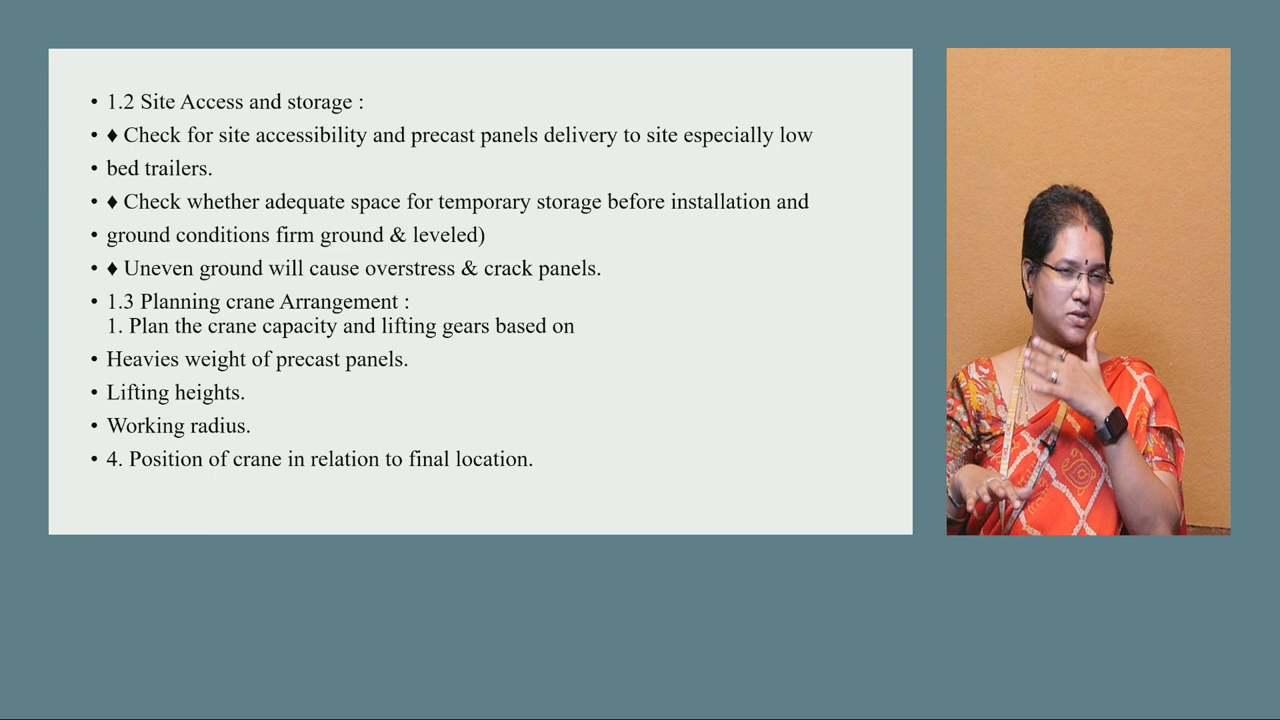 • 1.2 Site Access and storage :
• ♦ Check for site accessibility and precast panels delivery to site especially low
• bed trailers.
• ♦ Check whether adequate space for temporary storage before installation and
• ground conditions firm ground & leveled)
• ♦ Uneven ground will cause overstress & crack panels.
• 1.3 Planning crane Arrangement :
1. Plan the crane capacity and lifting gears based on
• Heavies weight of precast panels.
• Lifting heights.
• Working radius.
• 4. Position of crane in relation to final location.